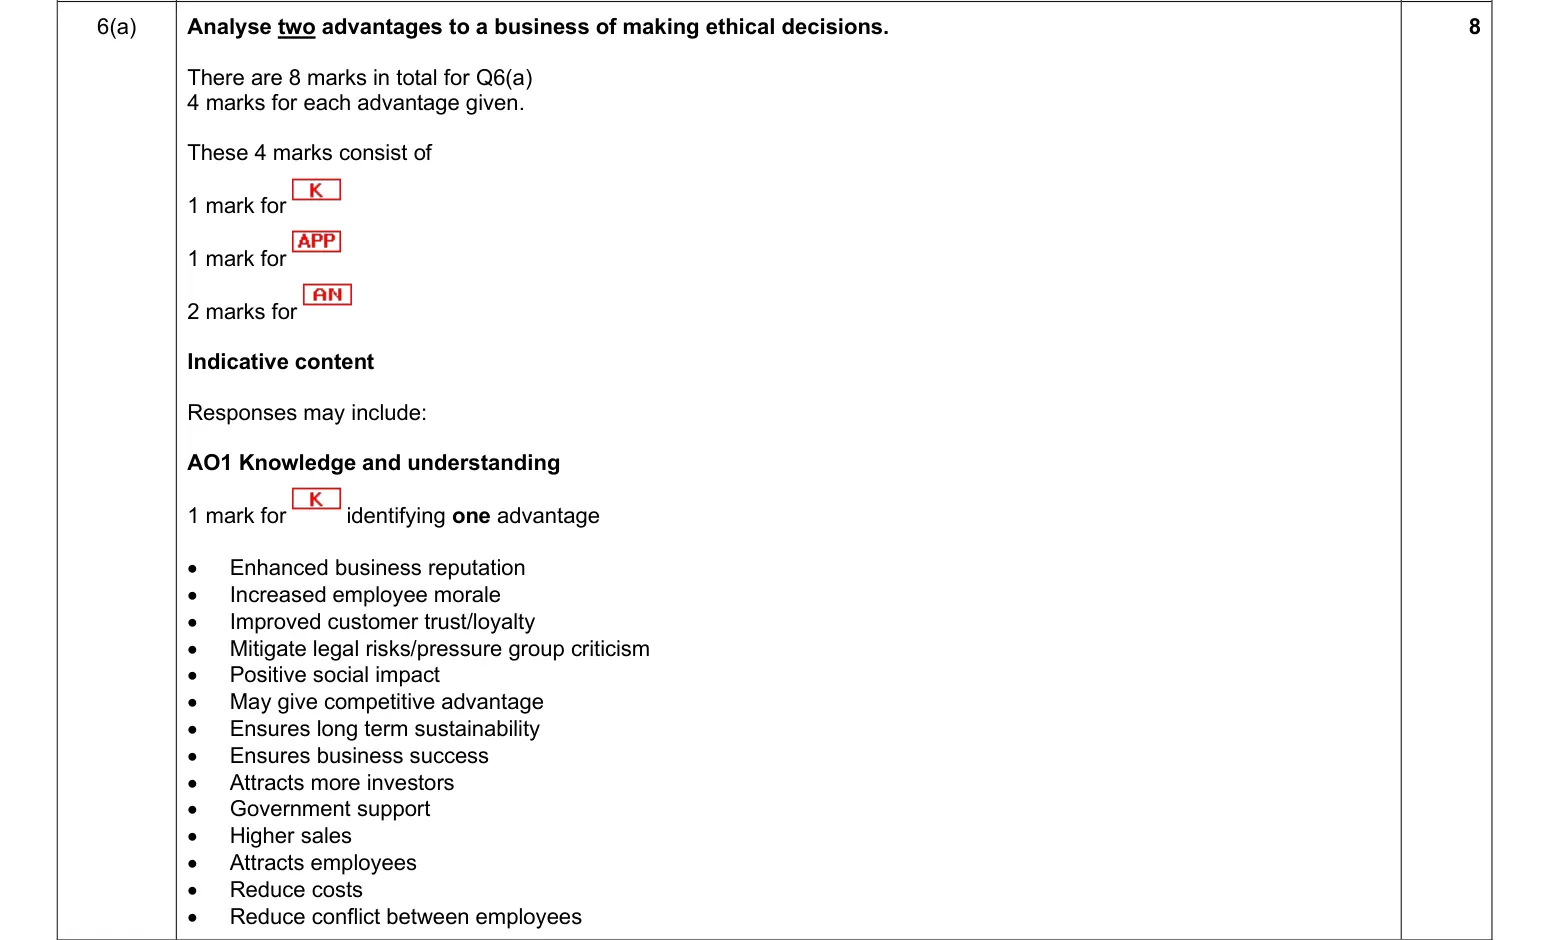 6(a) Analyse two advantages to a business of making ethical decisions. 8
There are 8 marks in total for Q6(a)
4 marks for each advantage given.
These 4 marks consist of
1 mark for K
1 mark for APP
2 marks for AN
Indicative content
Responses may include:
AO1 Knowledge and understanding
1 mark for K identifying one advantage
• Enhanced business reputation
• Increased employee morale
• Improved customer trust/loyalty
• Mitigate legal risks/pressure group criticism
• Positive social impact
• May give competitive advantage
• Ensures long term sustainability
• Ensures business success
• Attracts more investors
• Government support
• Higher sales
• Attracts employees
• Reduce costs
• Reduce conflict between employees